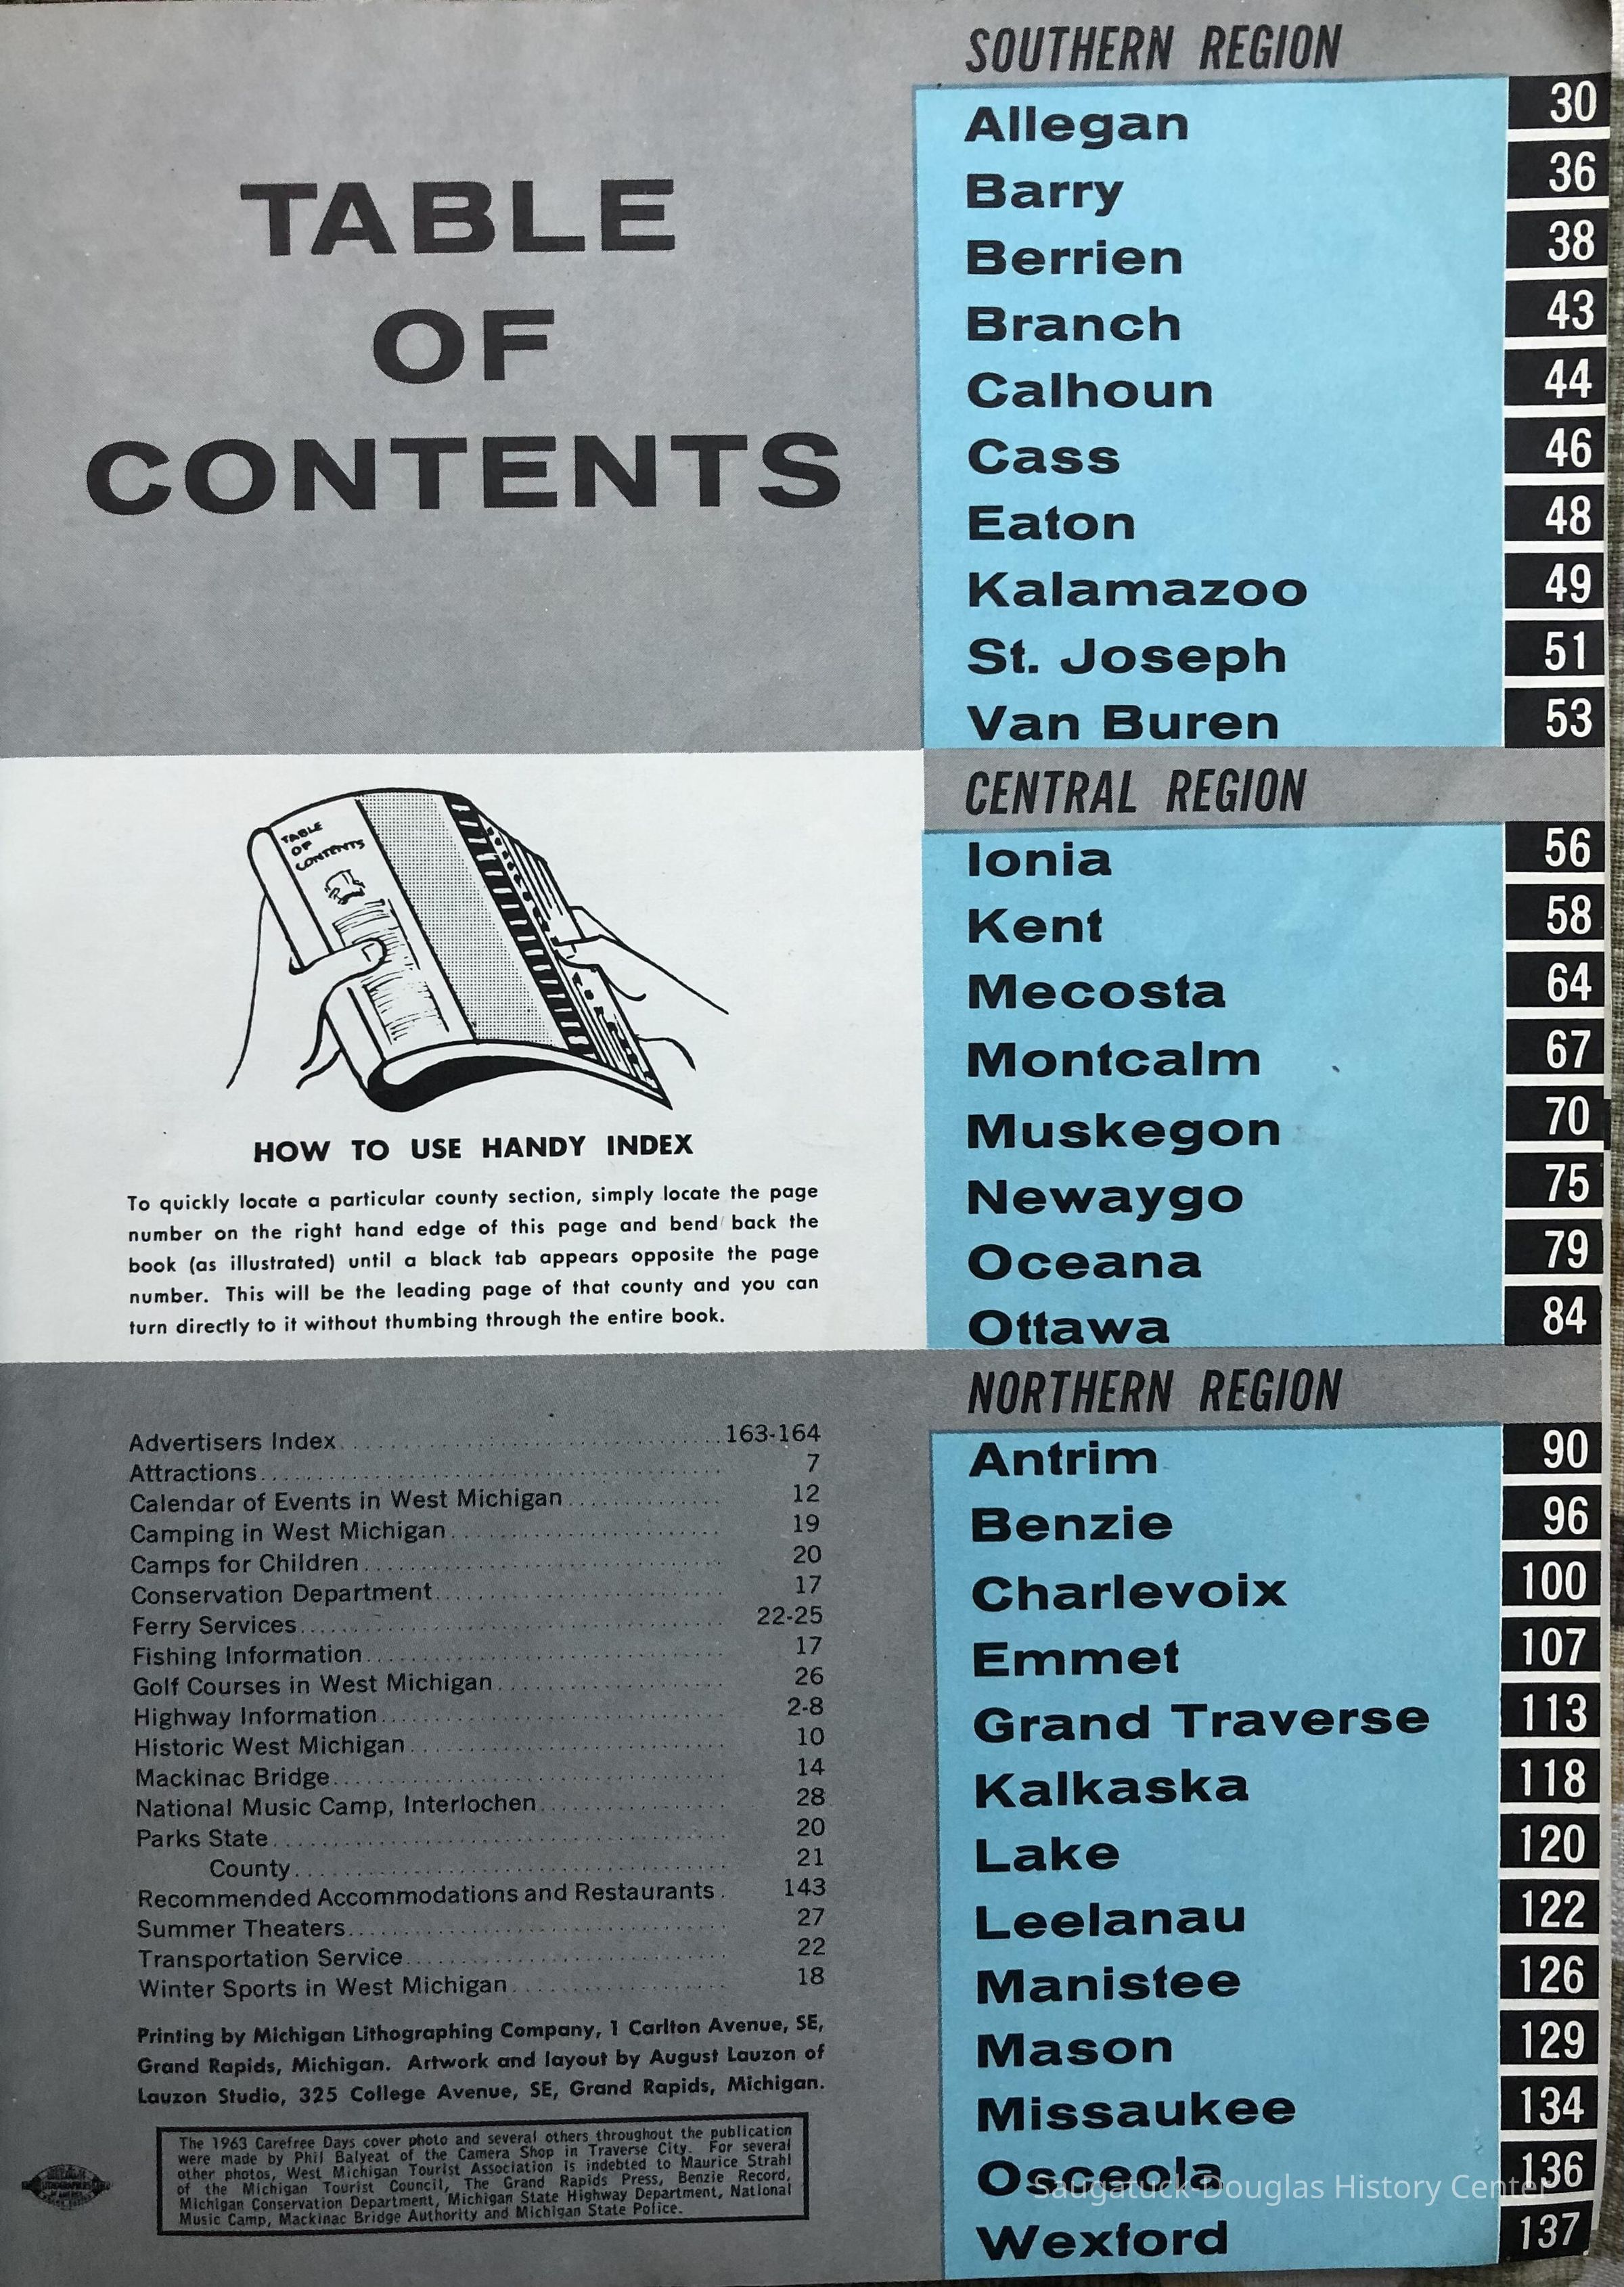 TABLE
OF
CONTENTS
TABLE
OF
CONTENTS
HOW TO USE HANDY INDEX
To quickly locate a particular county section, simply locate the page
number on the right hand edge of this page and bend back the
book (as illustrated) until a black tab appears opposite the page
number. This will be the leading page of that county and you can
turn directly to it without thumbing through the entire book.
Advertisers Index 163-164
Attractions 7
Calendar of Events in West Michigan 12
Camping in West Michigan 19
Camps for Children 20
Conservation Department 17
Ferry Services 22-25
Fishing Information 17
Golf Courses in West Michigan 26
Highway Information 2-8
Historic West Michigan 10
Mackinac Bridge 14
National Music Camp, Interlochen 28
Parks State 20
County 21
Recommended Accommodations and Restaurants 143
Summer Theaters 27
Transportation Service 22
Winter Sports in West Michigan 18
Printing by Michigan Lithographing Company, 1 Carlton Avenue, SE,
Grand Rapids, Michigan. Artwork and layout by August Lauzon of
Lauzon Studio, 325 College Avenue, SE, Grand Rapids, Michigan.
The 1963 Carefree Days cover photo and several others throughout the publication
were made by Phil Balyeat of the Camera Shop in Traverse City. For several
other photos, West Michigan Tourist Association is indebted to Maurice Strahl
of the Michigan Tourist Council, The Grand Rapids Press, Benzie Record,
Michigan Conservation Department, Michigan State Highway Department, National
Music Camp, Mackinac Bridge Authority and Michigan State Police.
SOUTHERN REGION
Allegan 30
Barry 36
Berrien 38
Branch 43
Calhoun 44
Cass 46
Eaton 48
Kalamazoo 49
St. Joseph 51
Van Buren 53
CENTRAL REGION
Ionia 56
Kent 58
Mecosta 64
Montcalm 67
Muskegon 70
Newaygo 75
Oceana 79
Ottawa 84
NORTHERN REGION
Antrim 90
Benzie 96
Charlevoix 100
Emmet 107
Grand Traverse 113
Kalkaska 118
Lake 120
Leelanau 122
Manistee 126
Mason 129
Missaukee 134
Osceola 136
Wexford 137
Saugatuck-Douglas History Center